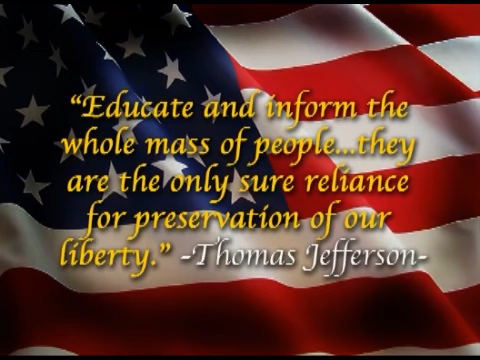 “Educate and inform the
whole mass of people...they
are the only sure reliance
for preservation of our
liberty.” -Thomas Jefferson-